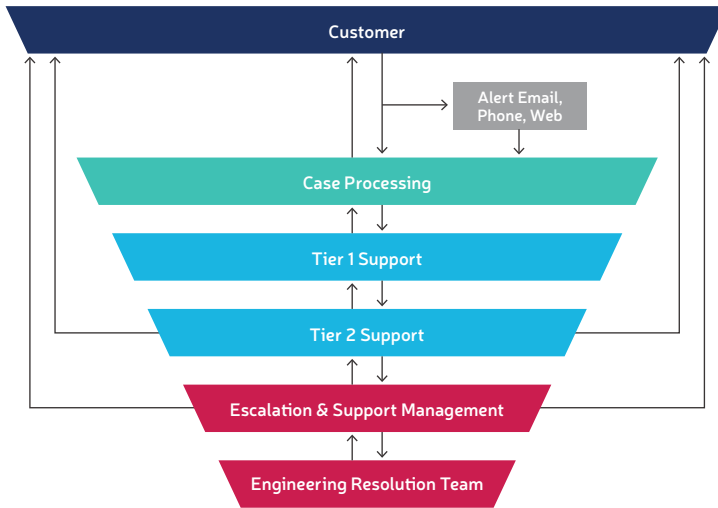 Customer
Alert Email,
Phone, Web
Case Processing
Tier 1 Support
Tier 2 Support
Escalation & Support Management
Engineering Resolution Team